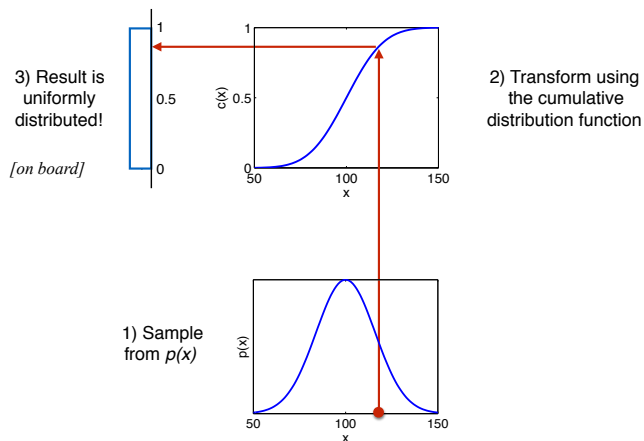 1
3) Result is
uniformly
distributed!
0.5
[on board]
0
1
c(x)
0.5
0
50
100
150
x
2) Transform using
the cumulative
distribution function
1) Sample
from p(x)
p(x)
50
100
150
x